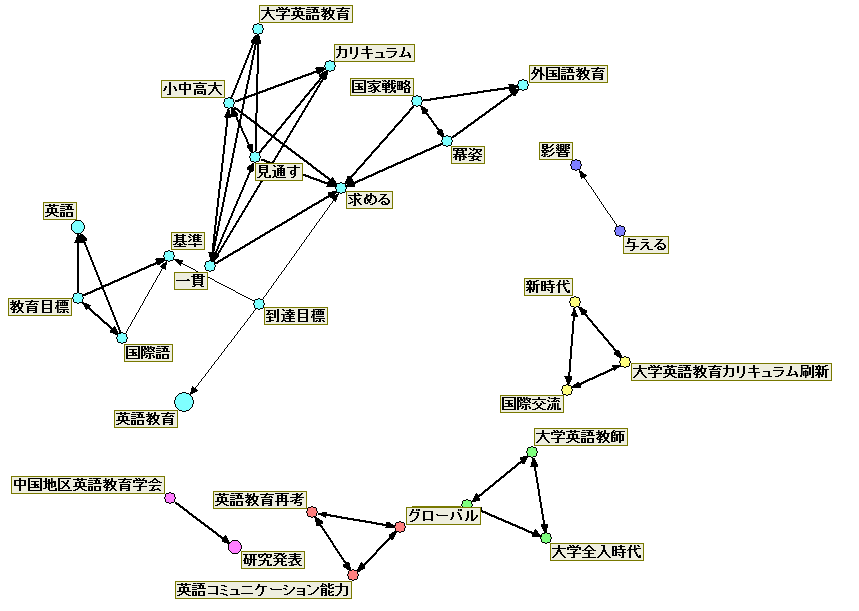 大学英語教育
カリキュラム
小中高大
国家戦略
外国語教育
見通す
冪姿
影響
求める
英語
基準
与える
一貫
教育目標
到達目標
国際語
英語教育
新時代
大学英語教育カリキュラム刷新
国際交流
大学英語教師
中国地区英語教育学会
英語教育再考
グローバル
研究発表
大学全入時代
英語コミュニケーション能力